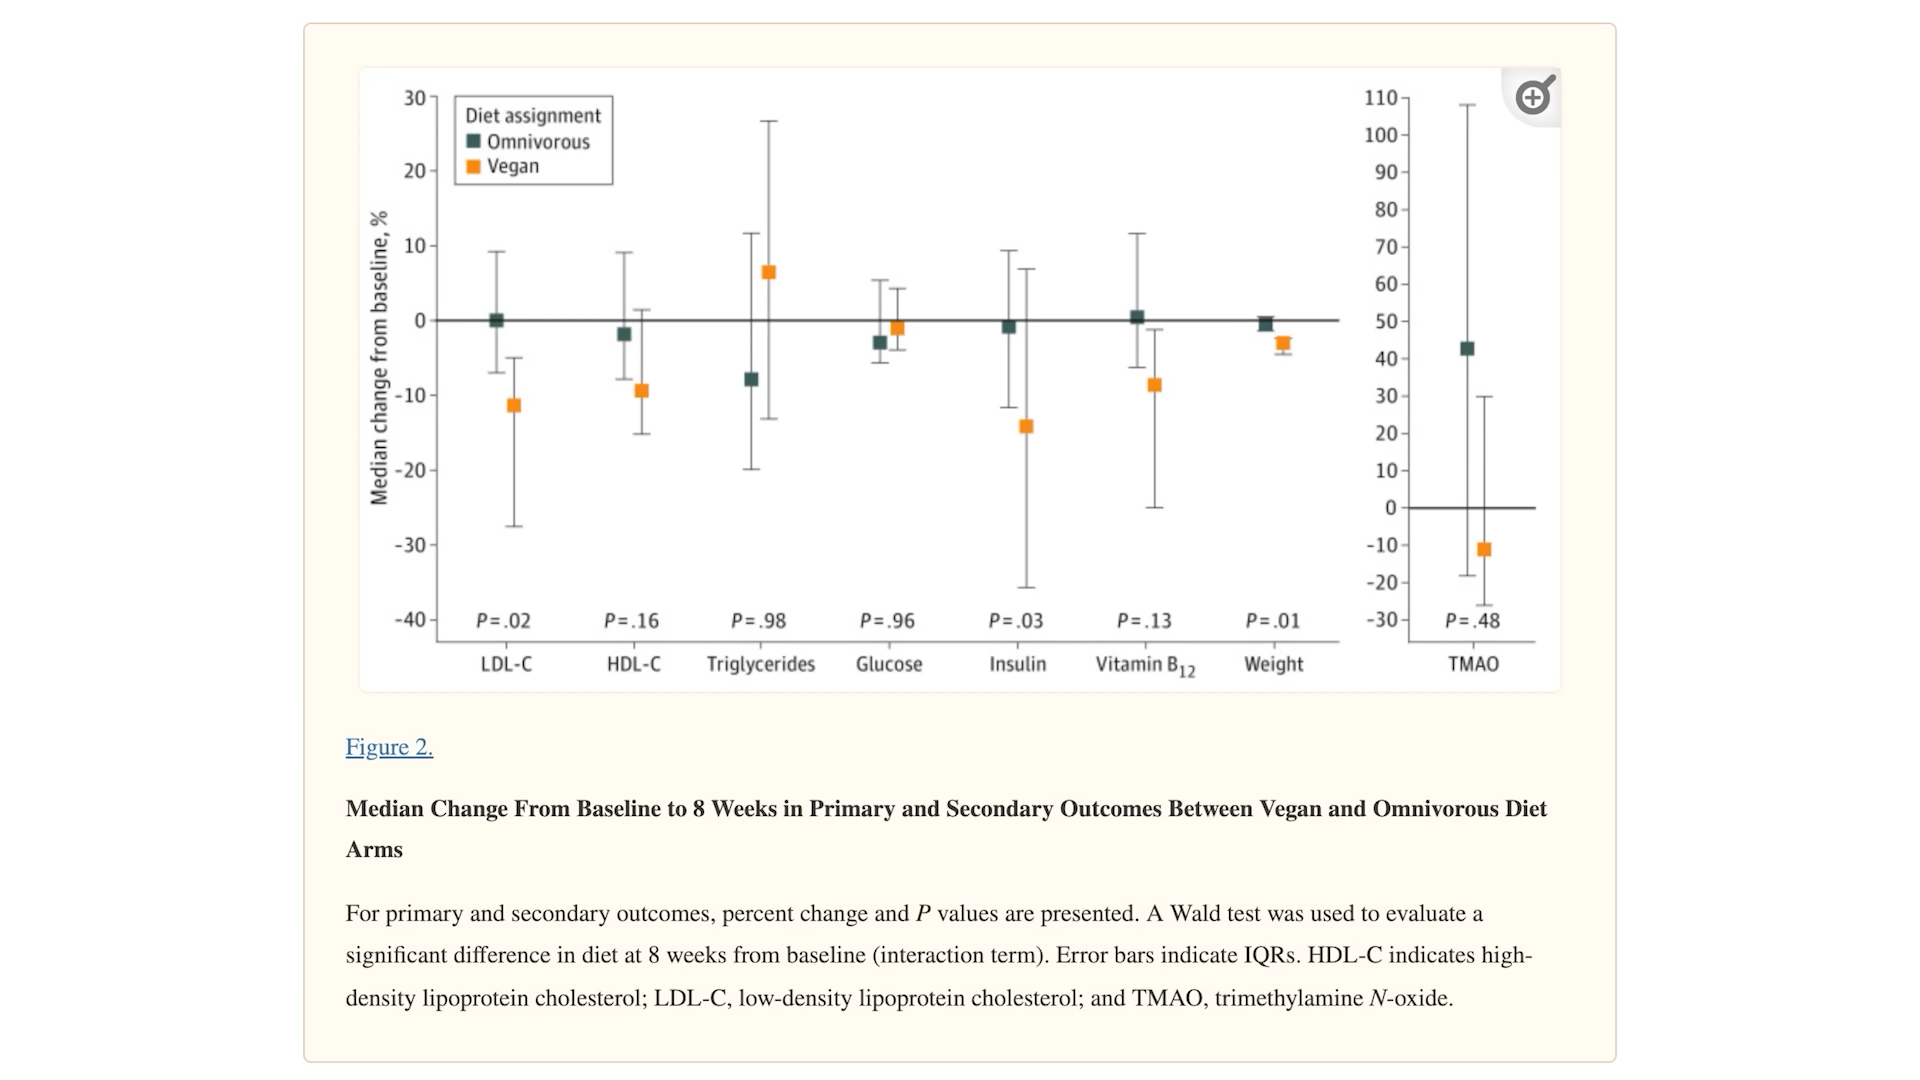 30
20
10
0
-10
-20
-30
-40
Median change from baseline, %
Diet assignment
Omnivorous
Vegan
P=.02
P=.16
P=.98
P=.96
P=.03
P=.13
P=.01
LDL-C
HDL-C
Triglycerides
Glucose
Insulin
Vitamin B12
Weight
110
100
90
80
70
60
50
40
30
20
10
0
-10
-20
-30
P=.48
TMAO
Figure 2.
Median Change From Baseline to 8 Weeks in Primary and Secondary Outcomes Between Vegan and Omnivorous Diet
Arms
For primary and secondary outcomes, percent change and P values are presented. A Wald test was used to evaluate a
significant difference in diet at 8 weeks from baseline (interaction term). Error bars indicate IQRs. HDL-C indicates high-
density lipoprotein cholesterol; LDL-C, low-density lipoprotein cholesterol; and TMAO, trimethylamine N-oxide.